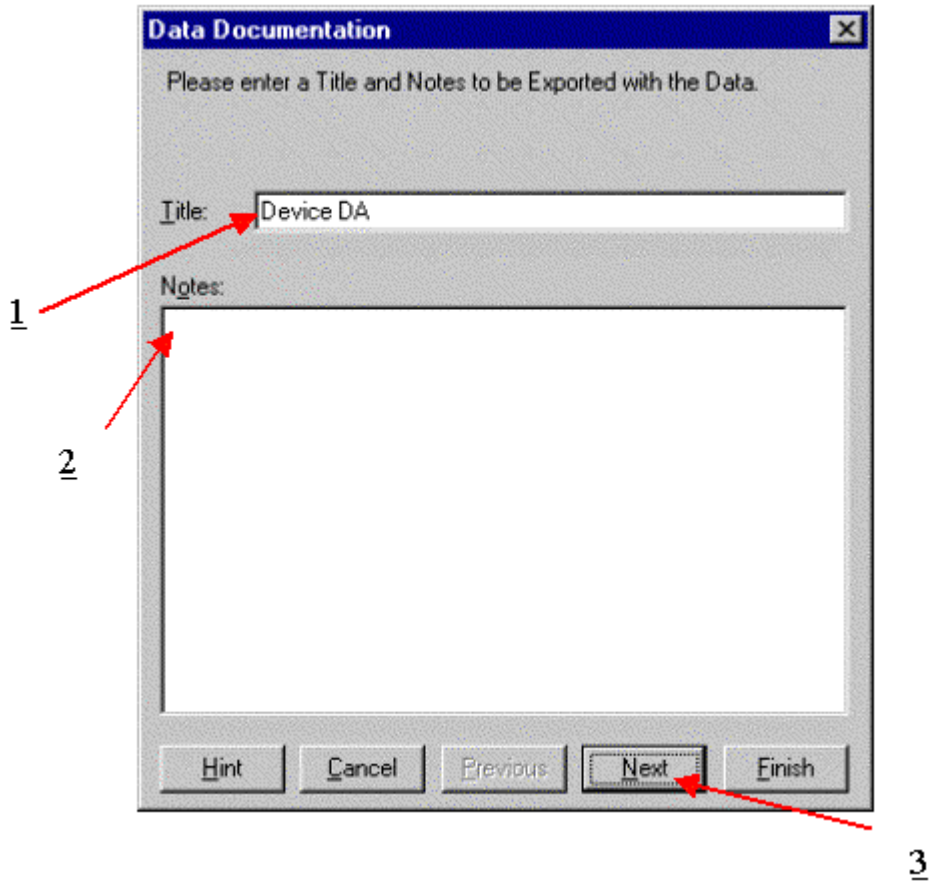 Data Documentation
Please enter a Title and Notes to be Exported with the Data.
Title: Device DA
1
Notes:
2
Hint Cancel Previous Next Finish
3